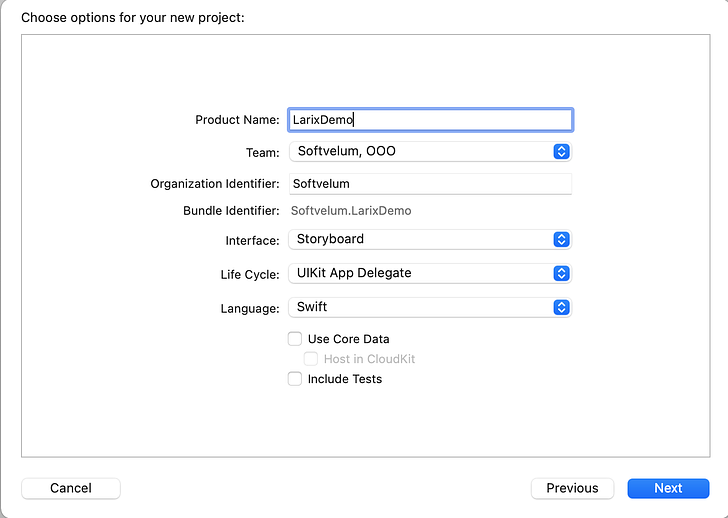 Choose options for your new project:
Product Name: LarixDemo
Team: Softvelum, OOO
Organization Identifier: Softvelum
Bundle Identifier: Softvelum.LarixDemo
Interface: Storyboard
Life Cycle: UIKit App Delegate
Language: Swift
Use Core Data
Host in CloudKit
Include Tests
Cancel Previous Next